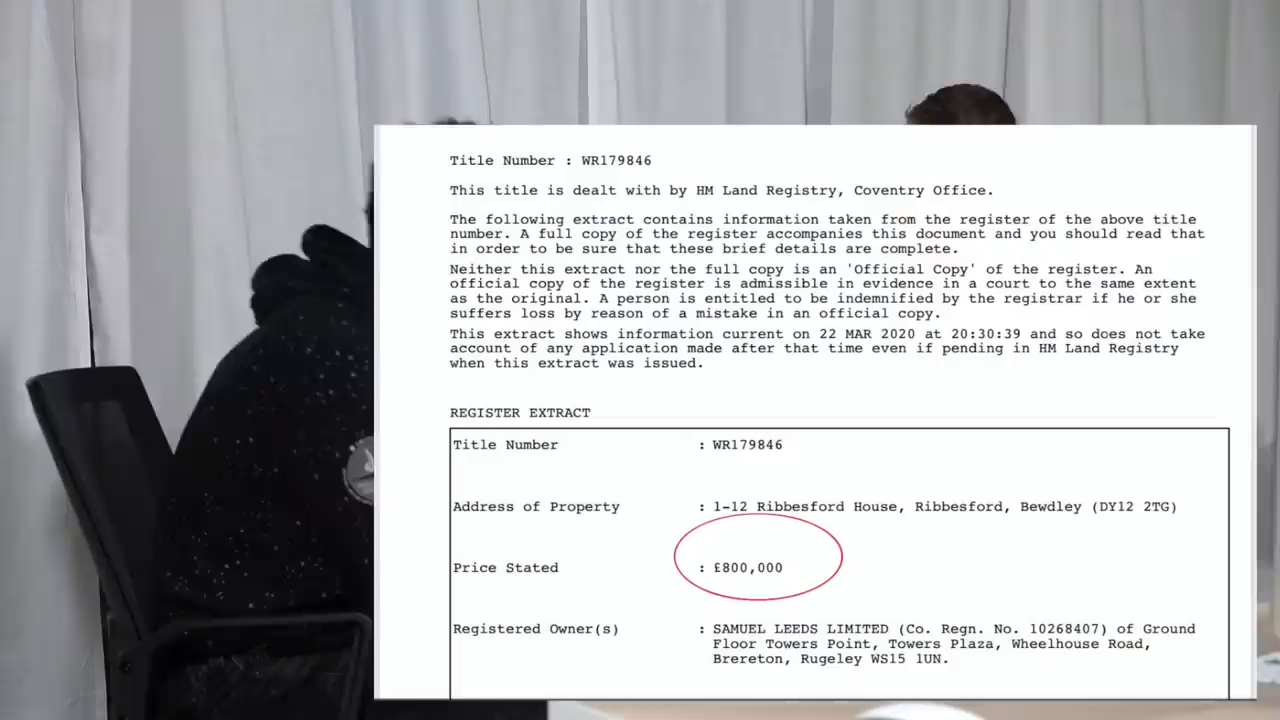 Title Number : WR179846
This title is dealt with by HM Land Registry, Coventry Office.
The following extract contains information taken from the register of the above title
number. A full copy of the register accompanies this document and you should read that
in order to be sure that these brief details are complete.
Neither this extract nor the full copy is an 'Official Copy' of the register. An
official copy of the register is admissible in evidence in a court to the same extent
as the original. A person is entitled to be indemnified by the registrar if he or she
suffers loss by reason of a mistake in an official copy.
This extract shows information current on 22 MAR 2020 at 20:30:39 and so does not take
account of any application made after that time even if pending in HM Land Registry
when this extract was issued.
REGISTER EXTRACT
Title Number : WR179846
Address of Property : 1-12 Ribbesford House, Ribbesford, Bewdley (DY12 2TG)
Price Stated : £800,000
Registered Owner(s) : SAMUEL LEEDS LIMITED (Co. Regn. No. 10268407) of Ground
Floor Towers Point, Towers Plaza, Wheelhouse Road,
Brereton, Rugeley WS15 1UN.